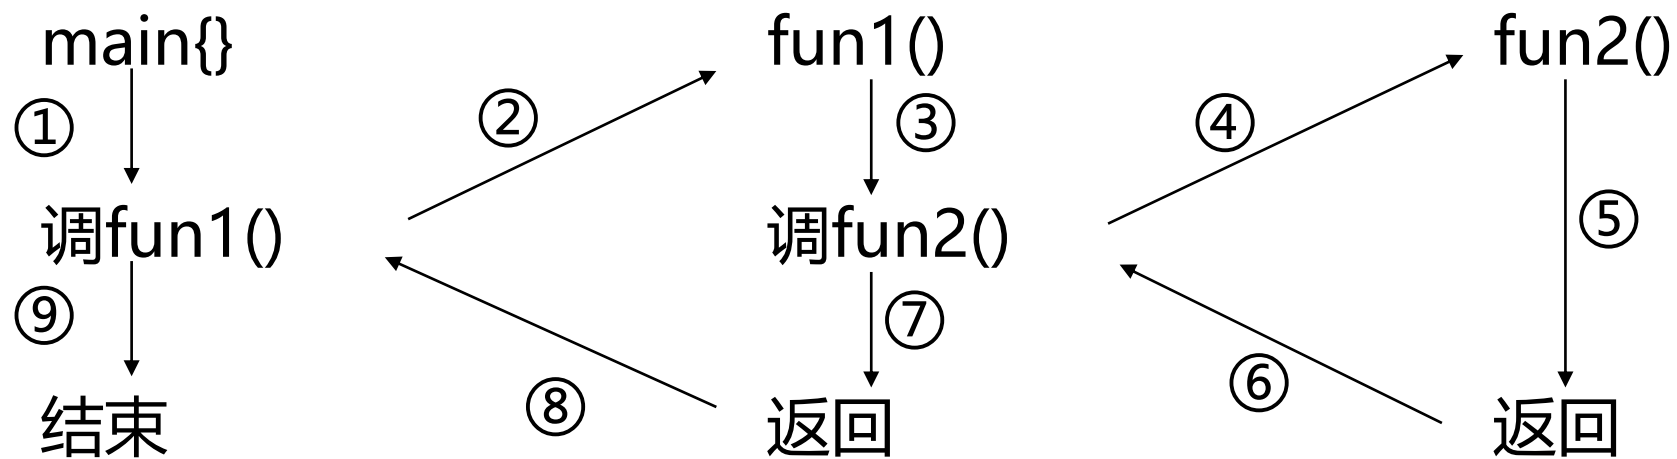 main{}
fun1()
fun2()
①
②
③
④
调fun1()
调fun2()
⑤
⑨
⑦
⑧
⑥
结束
返回
返回